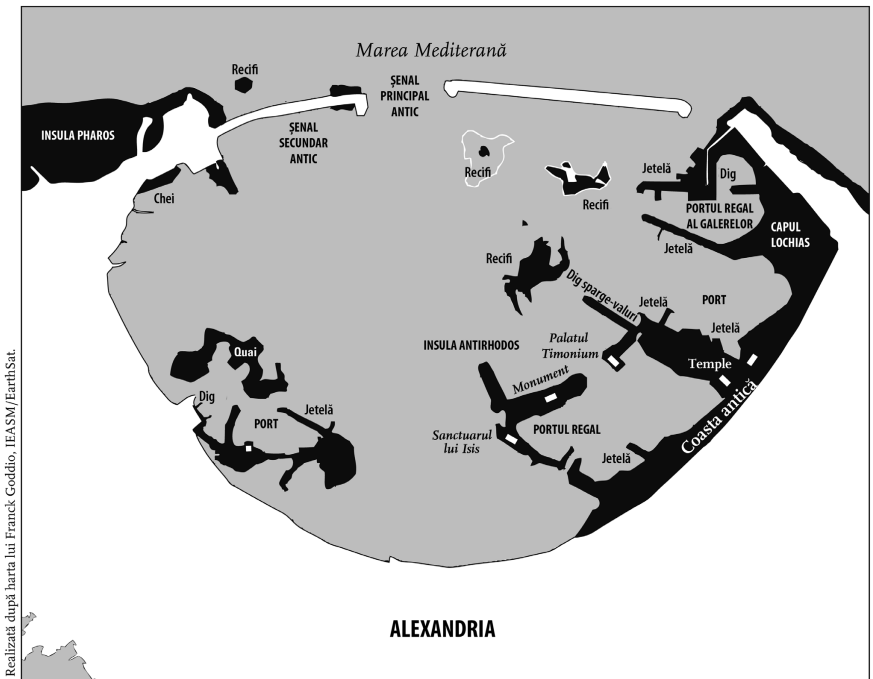 Marea Mediterană
Recifi
ȘENAL
PRINCIPAL
ANTIC
INSULA PHAROS
ȘENAL
SECUNDAR
ANTIC
Chei
Recifi
Recifi
Jetelă
Dig
PORTUL REGAL
AL GALERELOR
CAPUL
LOCHIAS
Jetelă
Recifi
Dig sparge-valuri
Jetelă
PORT
Jetelă
Palatul
Timonium
INSULA ANTIRHODOS
Temple
Monument
Quai
Dig
PORT
Jetelă
Sanctuarul
lui Isis
PORTUL REGAL
Jetelă
Coasta antică
ALEXANDRIA
Realizată după harta lui Franck Goddio, IEASM/EarthSat.